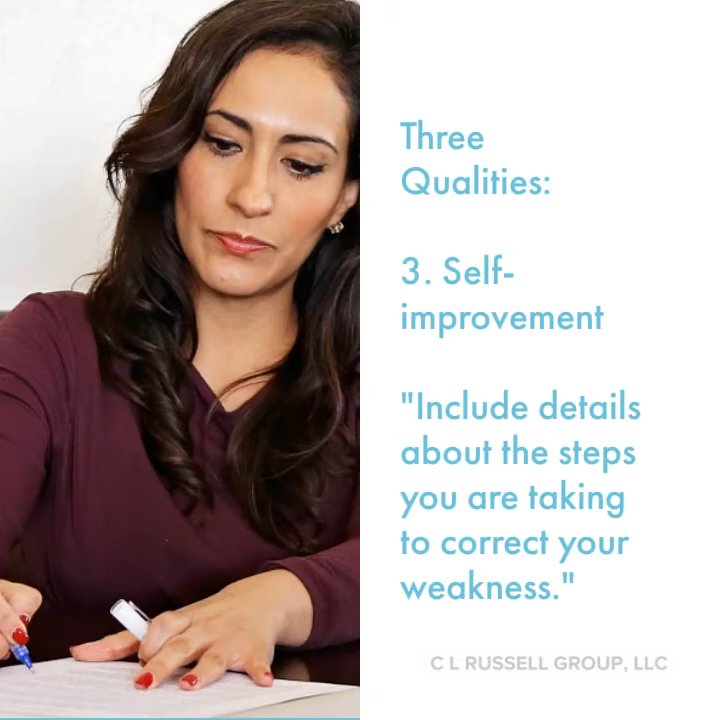 Three
Qualities:
3. Self-
improvement
"Include details
about the steps
you are taking
to correct your
weakness."
C L RUSSELL GROUP, LLC